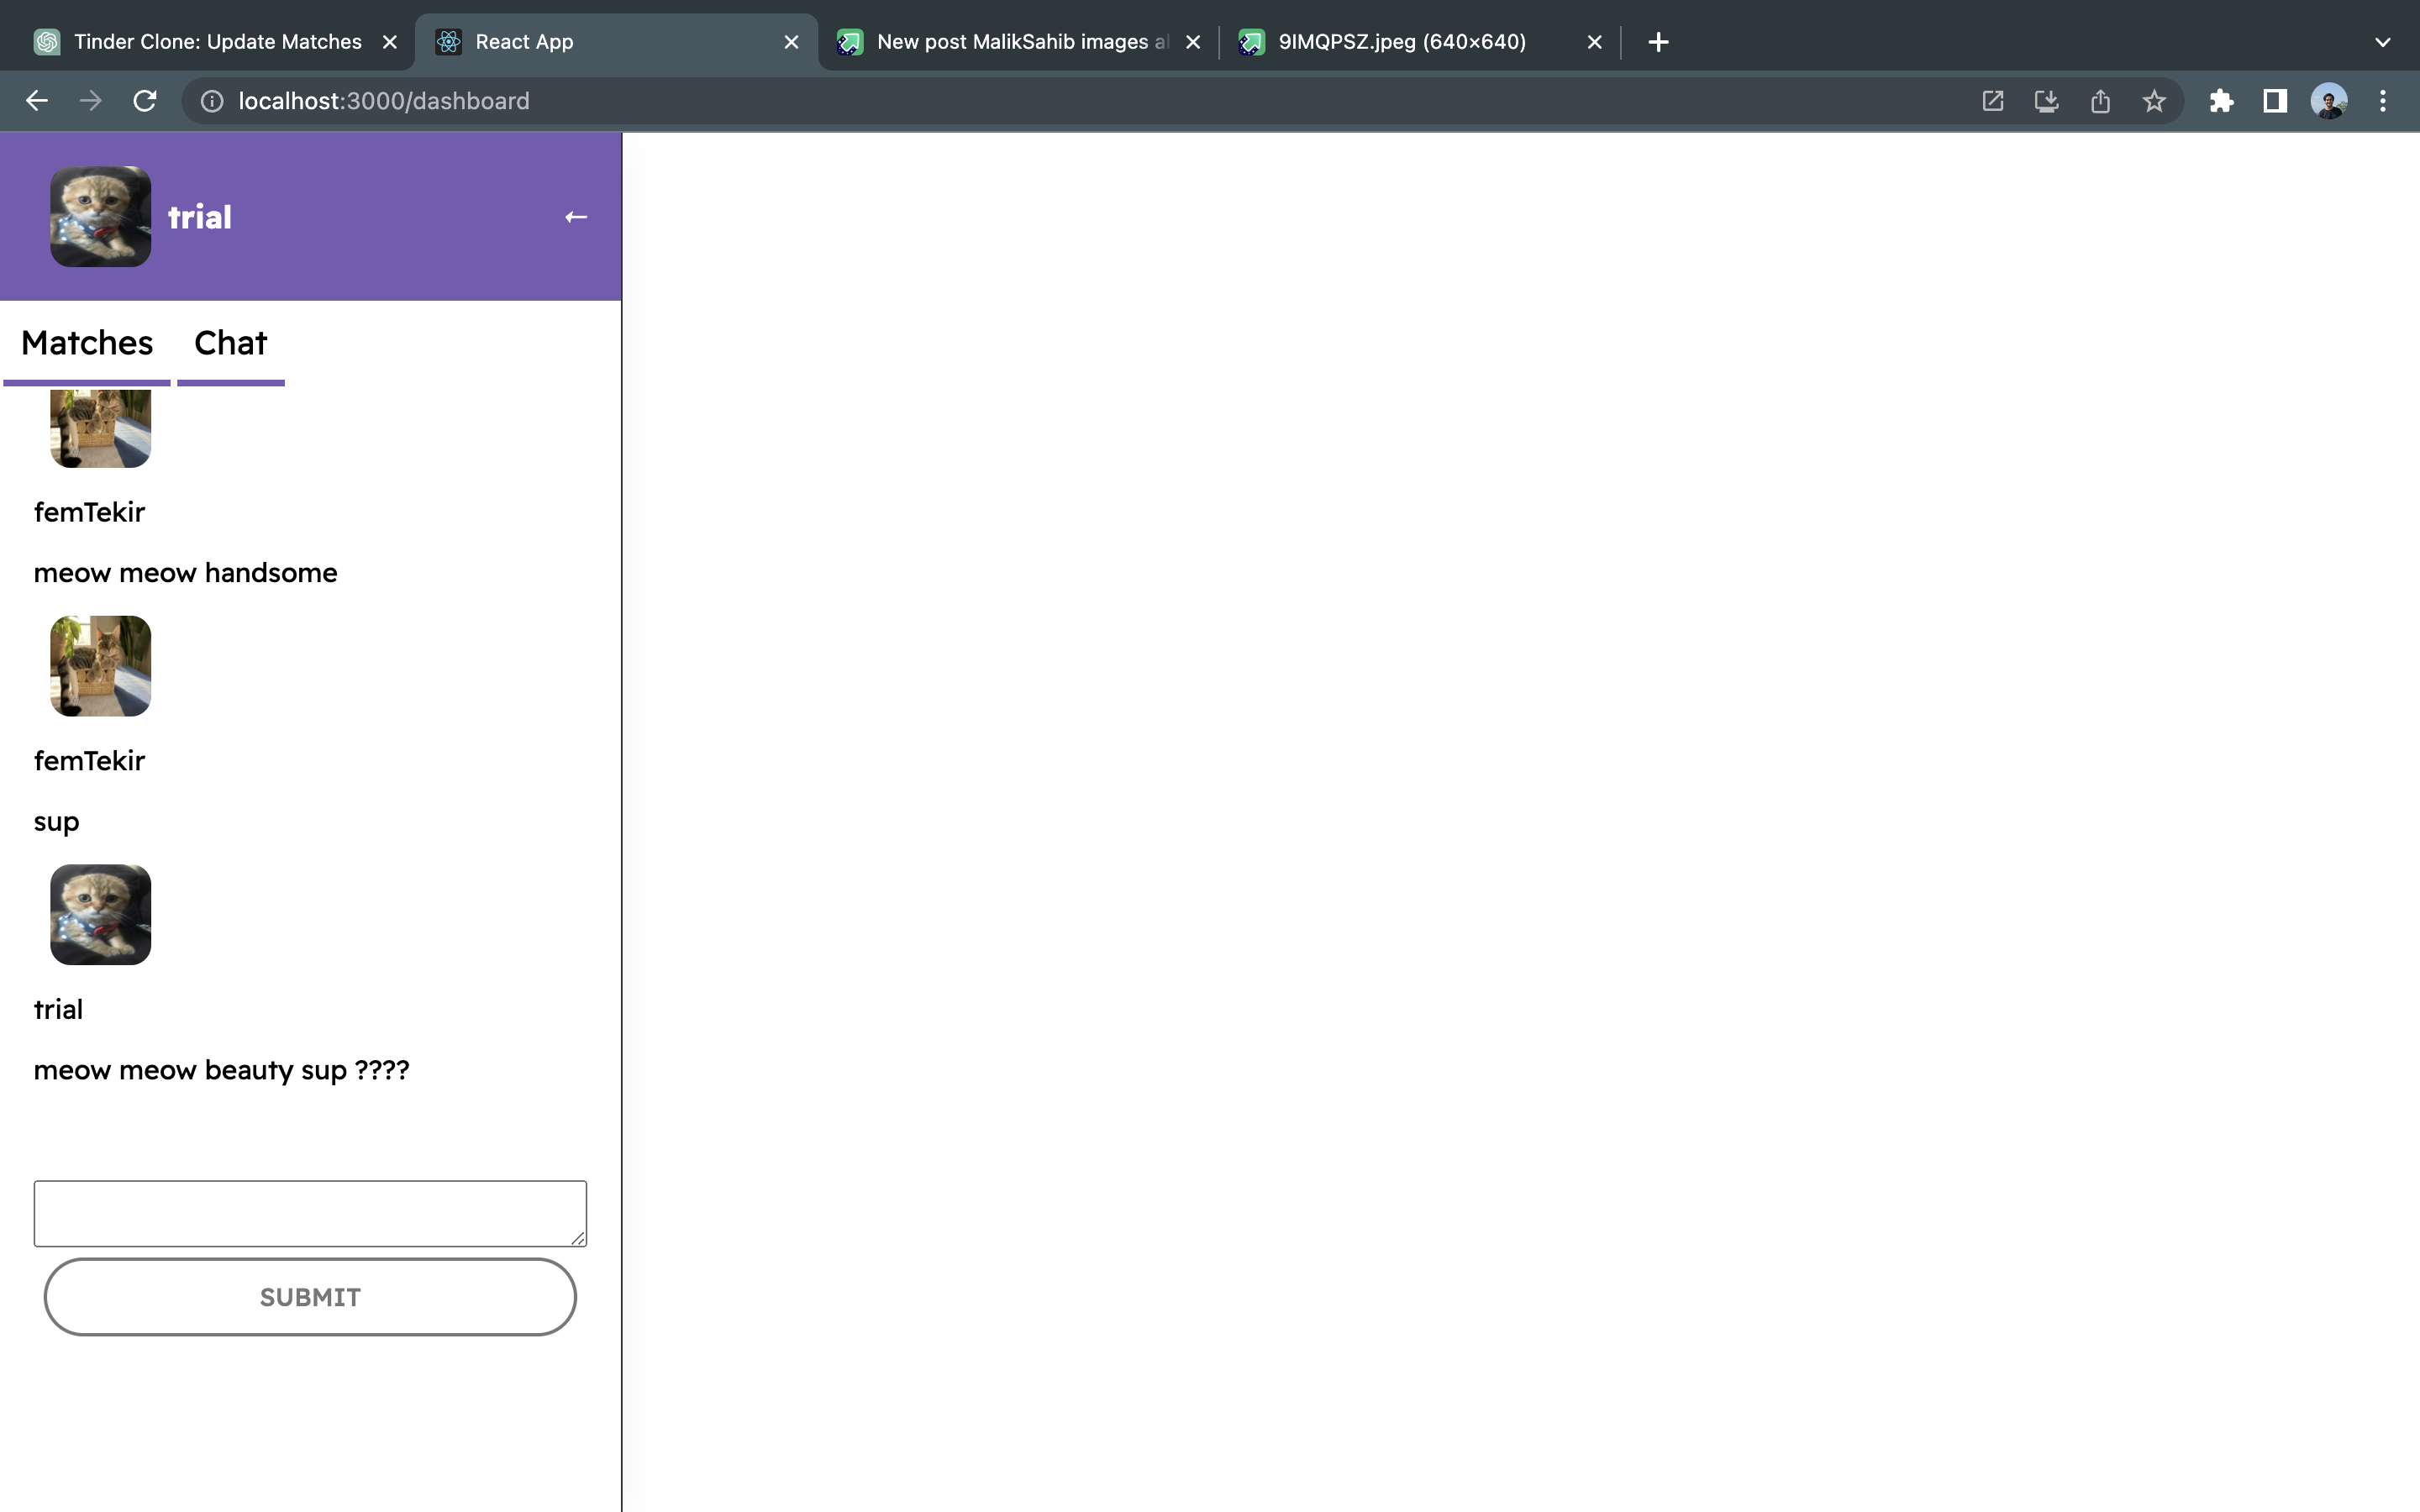 Tinder Clone: Update Matches
React App
New post MalikSahib images al
9IMQPSZ.jpeg (640×640)
localhost:3000/dashboard
trial
←
Matches Chat
femTekir
meow meow handsome
femTekir
sup
trial
meow meow beauty sup ????
SUBMIT